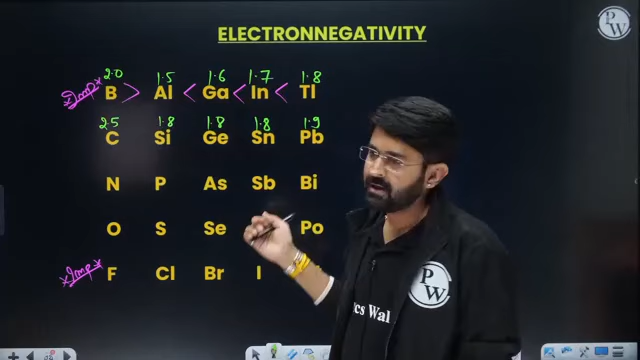 ELECTRONNEGATIVITY
2.0 1.5 1.6 1.7 1.8
*Imp* B > Al < Ga < In < Tl
2.5 1.8 1.8 1.8 1.9
C Si Ge Sn Pb
N P As Sb Bi
O S Se Po
*Imp* F Cl Br I
PW
cs Wal